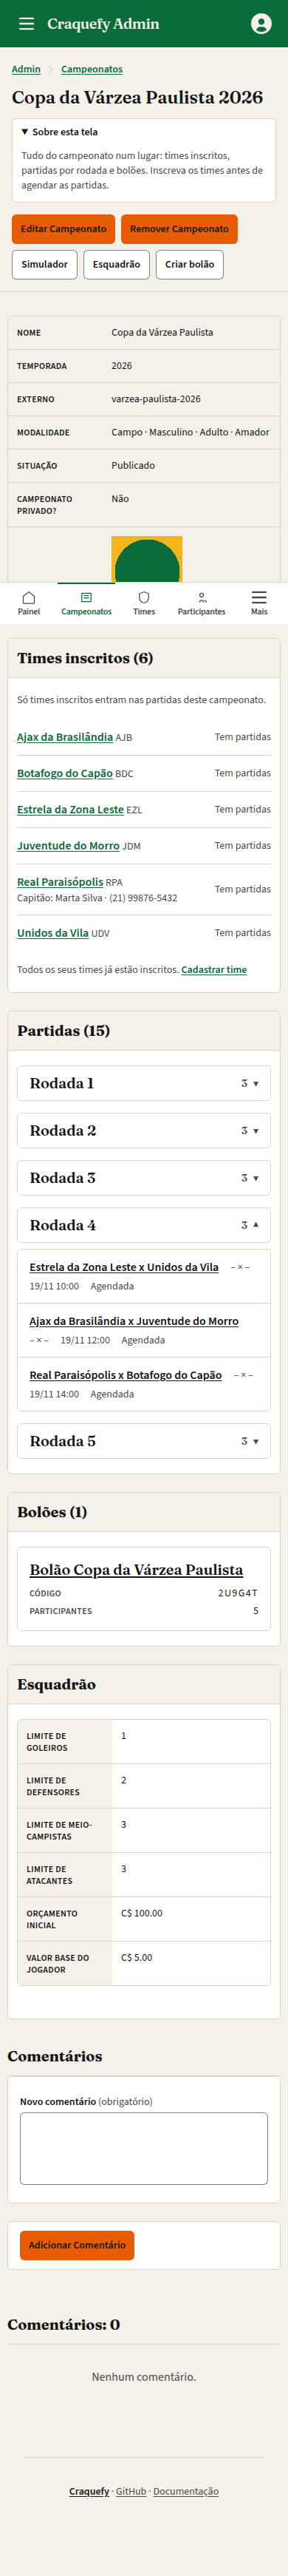 Craquefy Admin
Admin > Campeonatos
Copa da Várzea Paulista 2026
▼ Sobre esta tela
Tudo do campeonato num lugar: times inscritos,
partidas por rodada e bolões. Inscreva os times antes de
agendar as partidas.
Editar Campeonato
Remover Campeonato
Simulador
Esquadrão
Criar bolão
NOME
Copa da Várzea Paulista
TEMPORADA
2026
EXTERNO
varzea-paulista-2026
MODALIDADE
Campo · Masculino · Adulto · Amador
SITUAÇÃO
Publicado
CAMPEONATO
PRIVADO?
Não
Painel
Campeonatos
Times
Participantes
Mais
Times inscritos (6)
Só times inscritos entram nas partidas deste campeonato.
Ajax da Brasilândia AJB
Tem partidas
Botafogo do Capão BDC
Tem partidas
Estrela da Zona Leste EZL
Tem partidas
Juventude do Morro JDM
Tem partidas
Real Paraisópolis RPA
Capitão: Marta Silva · (21) 99876-5432
Tem partidas
Unidos da Vila UDV
Tem partidas
Todos os seus times já estão inscritos. Cadastrar time
Partidas (15)
Rodada 1
3 ▼
Rodada 2
3 ▼
Rodada 3
3 ▼
Rodada 4
3 ▲
Estrela da Zona Leste x Unidos da Vila – × –
19/11 10:00 Agendada
Ajax da Brasilândia x Juventude do Morro
– × – 19/11 12:00 Agendada
Real Paraisópolis x Botafogo do Capão – × –
19/11 14:00 Agendada
Rodada 5
3 ▼
Bolões (1)
Bolão Copa da Várzea Paulista
CÓDIGO
2U9G4T
PARTICIPANTES
5
Esquadrão
LIMITE DE
GOLEIROS
1
LIMITE DE
DEFENSORES
2
LIMITE DE MEIO-
CAMPISTAS
3
LIMITE DE
ATACANTES
3
ORÇAMENTO
INICIAL
C$ 100.00
VALOR BASE DO
JOGADOR
C$ 5.00
Comentários
Novo comentário (obrigatório)
Adicionar Comentário
Comentários: 0
Nenhum comentário.
Craquefy · GitHub · Documentação